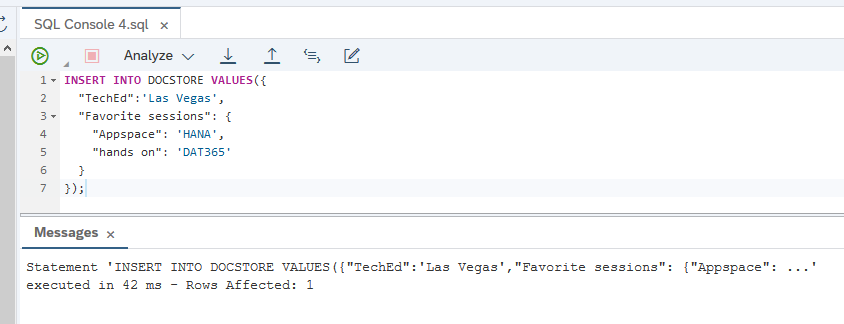 SQL Console 4.sql ×
Analyze
1 INSERT INTO DOCSTORE VALUES({
2 "TechEd":'Las Vegas',
3 "Favorite sessions": {
4 "Appspace": 'HANA',
5 "hands on": 'DAT365'
6 }
7 });
Messages ×
Statement 'INSERT INTO DOCSTORE VALUES({"TechEd":'Las Vegas',"Favorite sessions": {"Appspace": ...'
executed in 42 ms - Rows Affected: 1